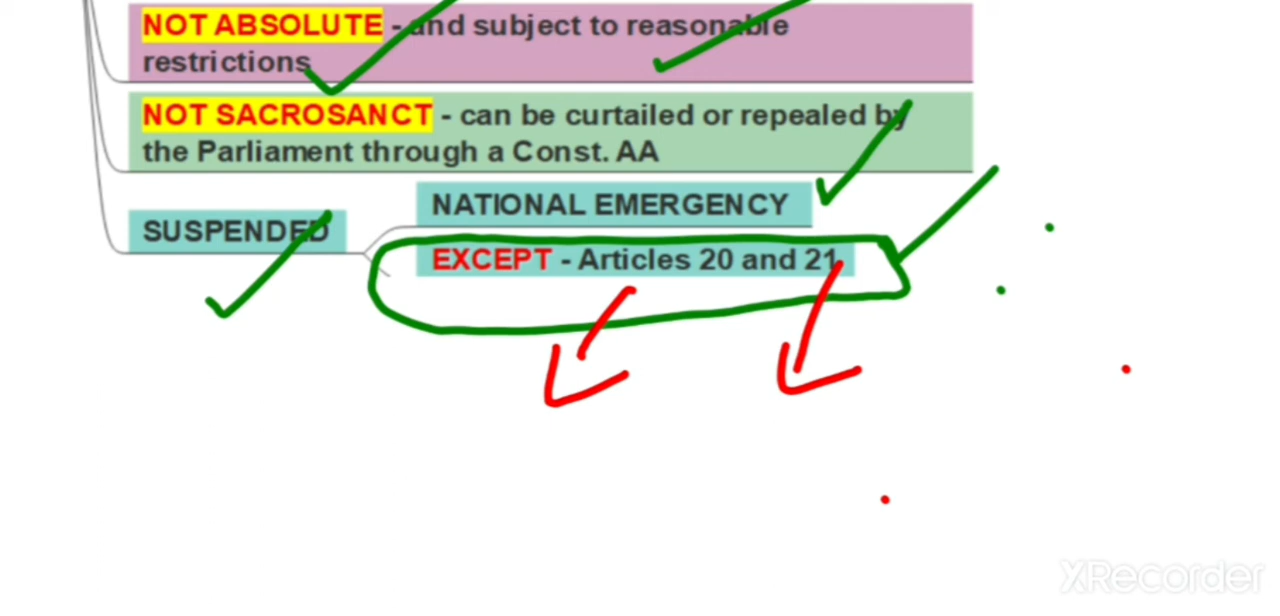 NOT ABSOLUTE - and subject to reasonable
restrictions
NOT SACROSANCT - can be curtailed or repealed by
the Parliament through a Const. AA
NATIONAL EMERGENCY
SUSPENDED
EXCEPT - Articles 20 and 21
XRecorder